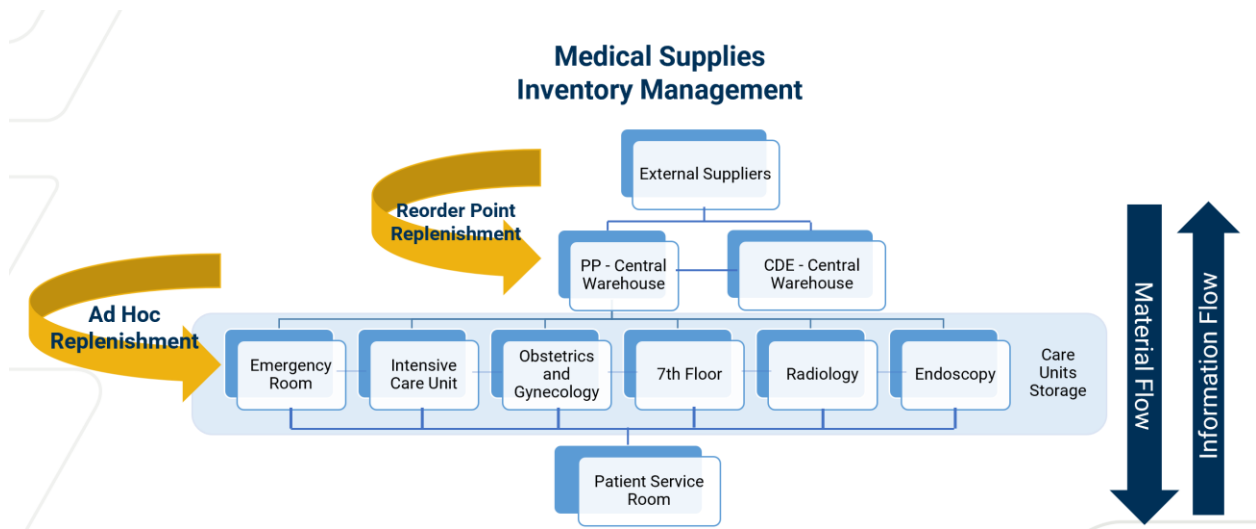 Medical Supplies
Inventory Management
External Suppliers
Reorder Point
Replenishment
PP - Central
Warehouse
CDE - Central
Warehouse
Ad Hoc
Replenishment
Emergency
Room
Intensive
Care Unit
Obstetrics
and
Gynecology
7th Floor
Radiology
Endoscopy
Care
Units
Storage
Patient Service
Room
Material Flow
Information Flow